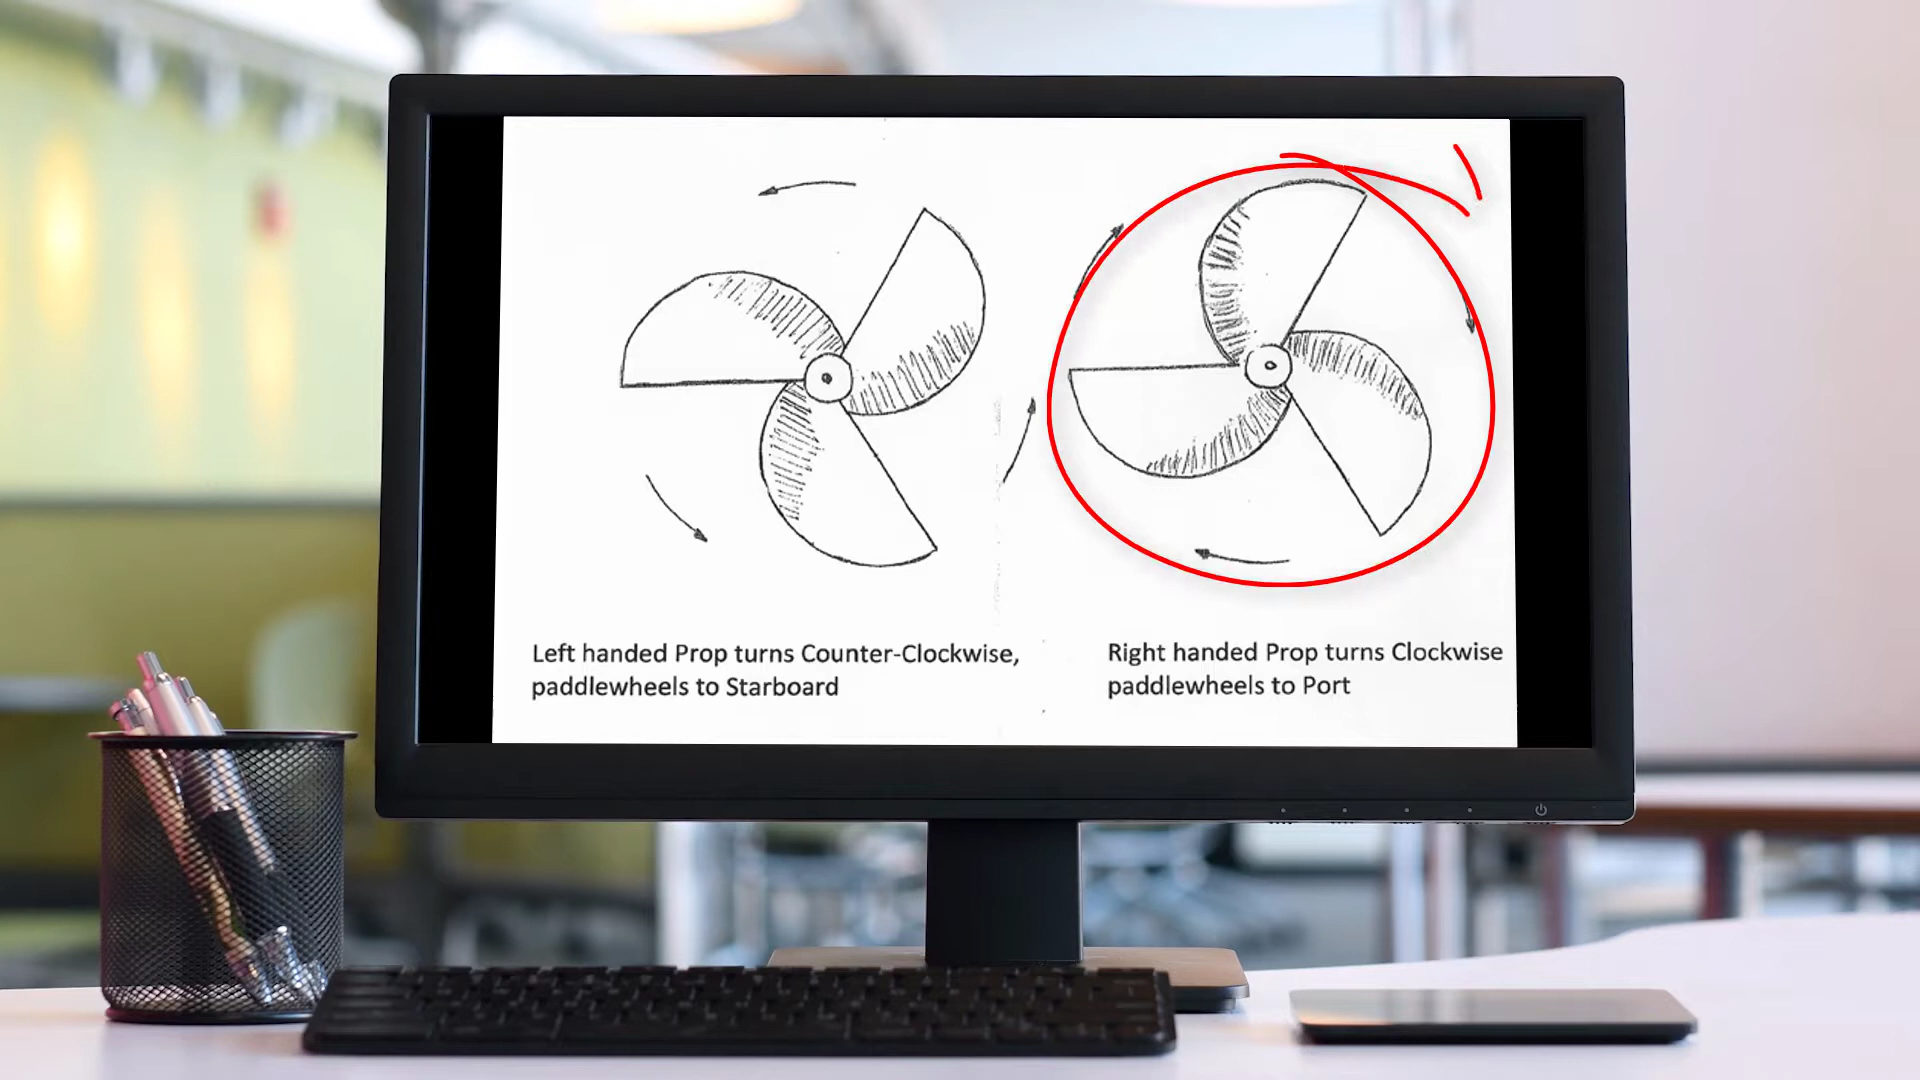 Left handed Prop turns Counter-Clockwise,
paddlewheels to Starboard
Right handed Prop turns Clockwise
paddlewheels to Port